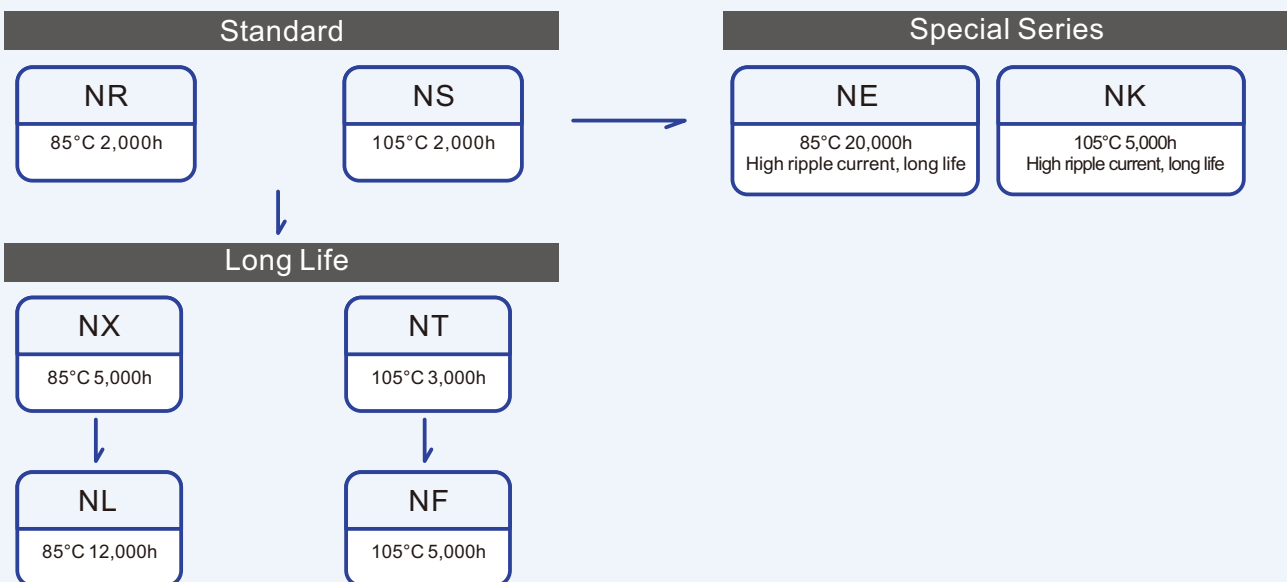 Standard
NR
85°C 2,000h
NS
105°C 2,000h
Special Series
NE
85°C 20,000h
High ripple current, long life
NK
105°C 5,000h
High ripple current, long life
Long Life
NX
85°C 5,000h
NT
105°C 3,000h
NL
85°C 12,000h
NF
105°C 5,000h